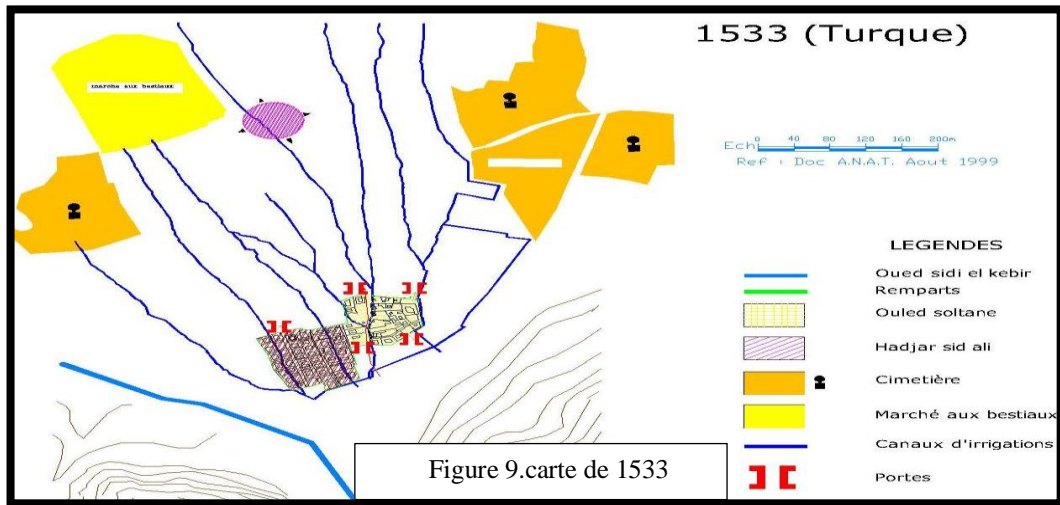 1533 (Turque)
marche aux bestiaux
0 40 80 120 160 200m
Ech
Ref : Doc A.N.A.T. Aout 1999
LEGENDES
Oued sidi el kebir
Remparts
Ouled soltane
Hadjar sid ali
Cimetière
Marché aux bestiaux
Canaux d'irrigations
Portes
Figure 9.carte de 1533